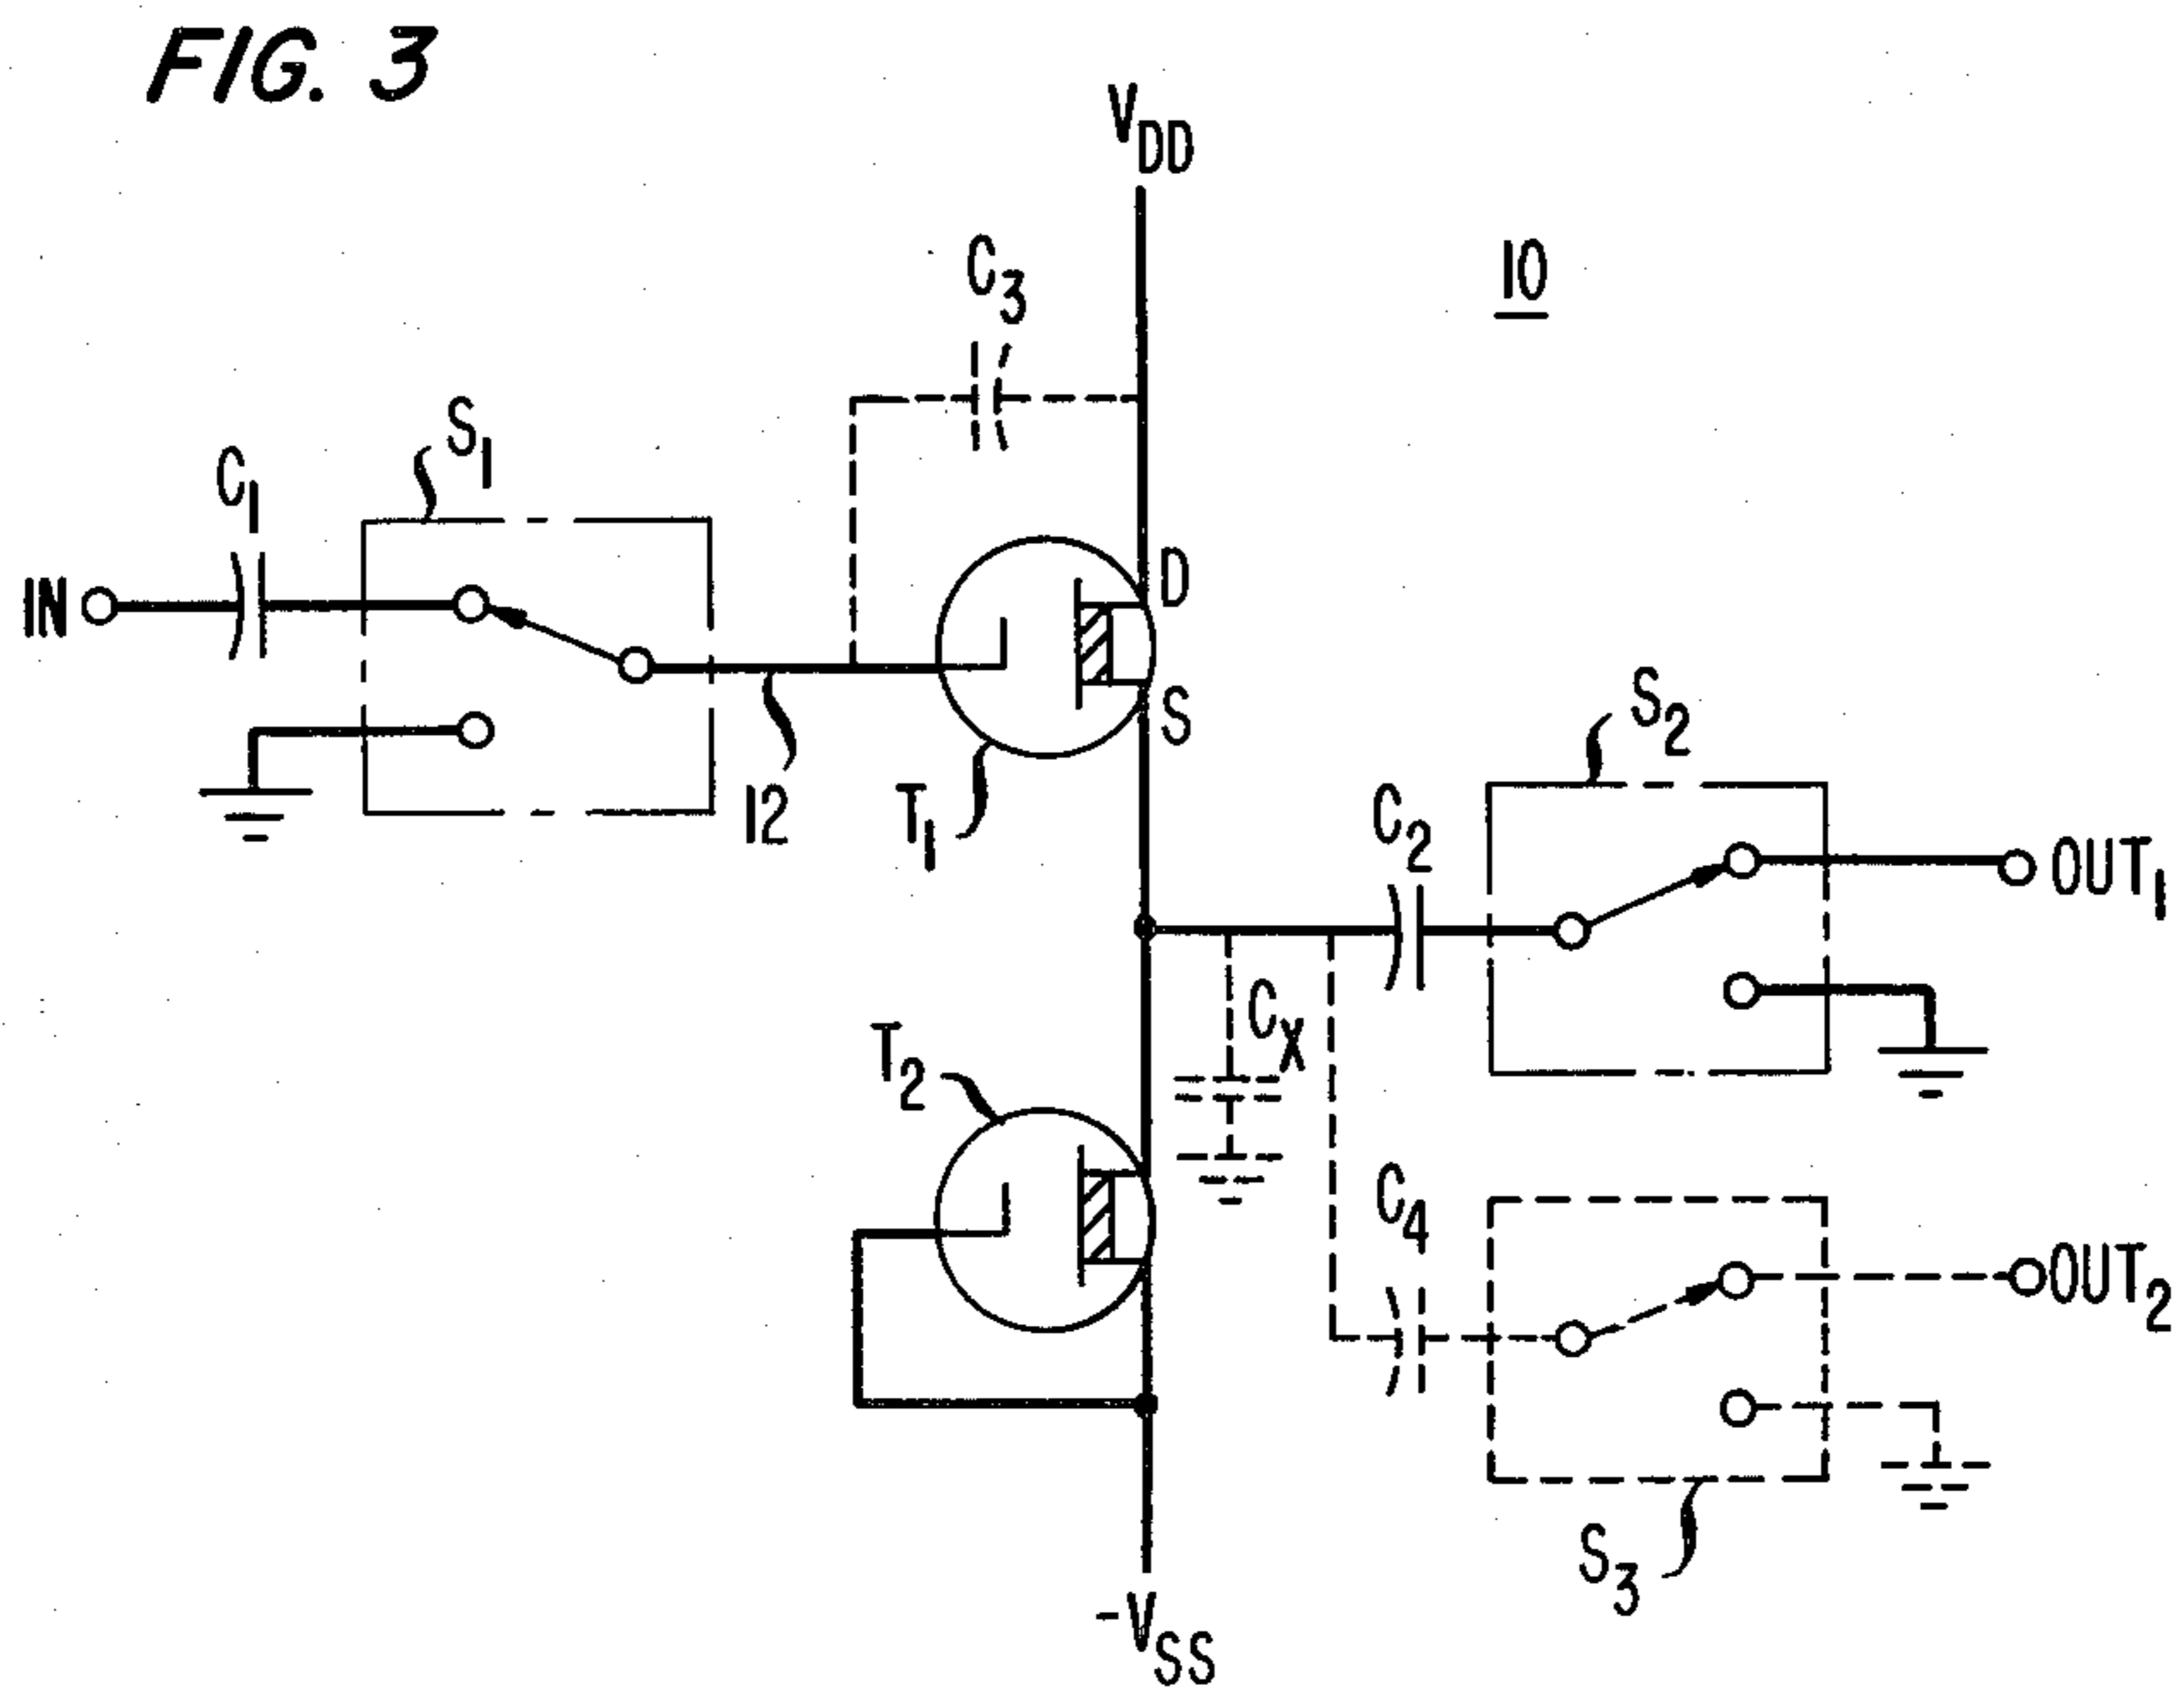 FIG. 3
VDD
C3
10
S1
C1
IN
D
S
12
T1
S2
C2
OUT1
CX
T2
C4
OUT2
S3
-VSS